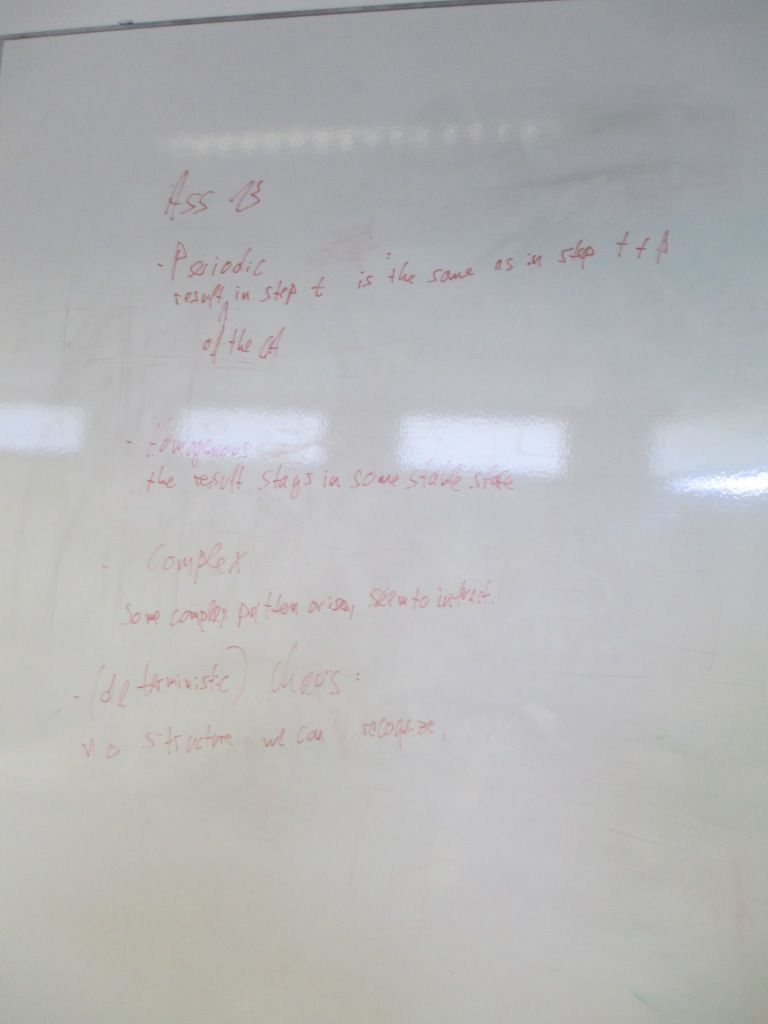 Ass 13
- Periodic
result in step t is the same as in step t + A
of the CA
- Homogenous
the result stays in some stable state
- Complex
Some complex pattern arises, seem to interact.
- (deterministic) Chaos:
No structure we can recognize.